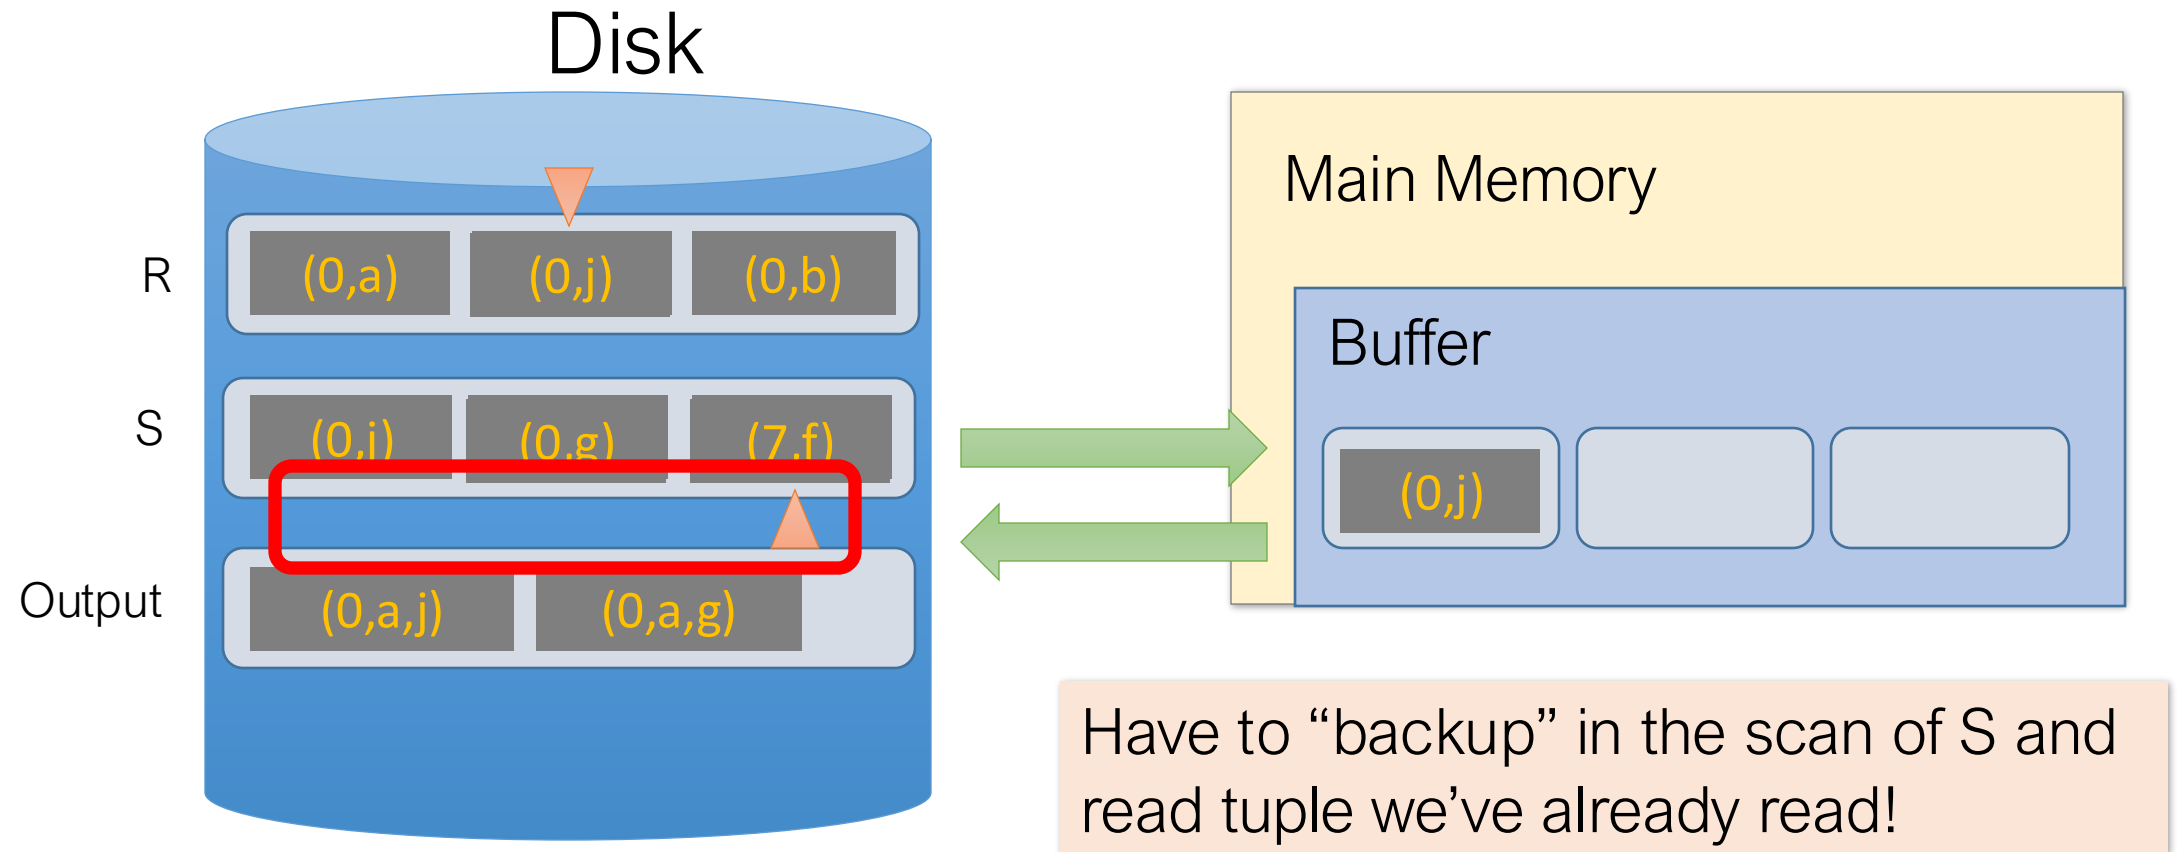 Disk
R
(0,a) (0,j) (0,b)
S
(0,j) (0,g) (7,f)
Output
(0,a,j) (0,a,g)
Main Memory
Buffer
(0,j)
Have to “backup” in the scan of S and
read tuple we’ve already read!